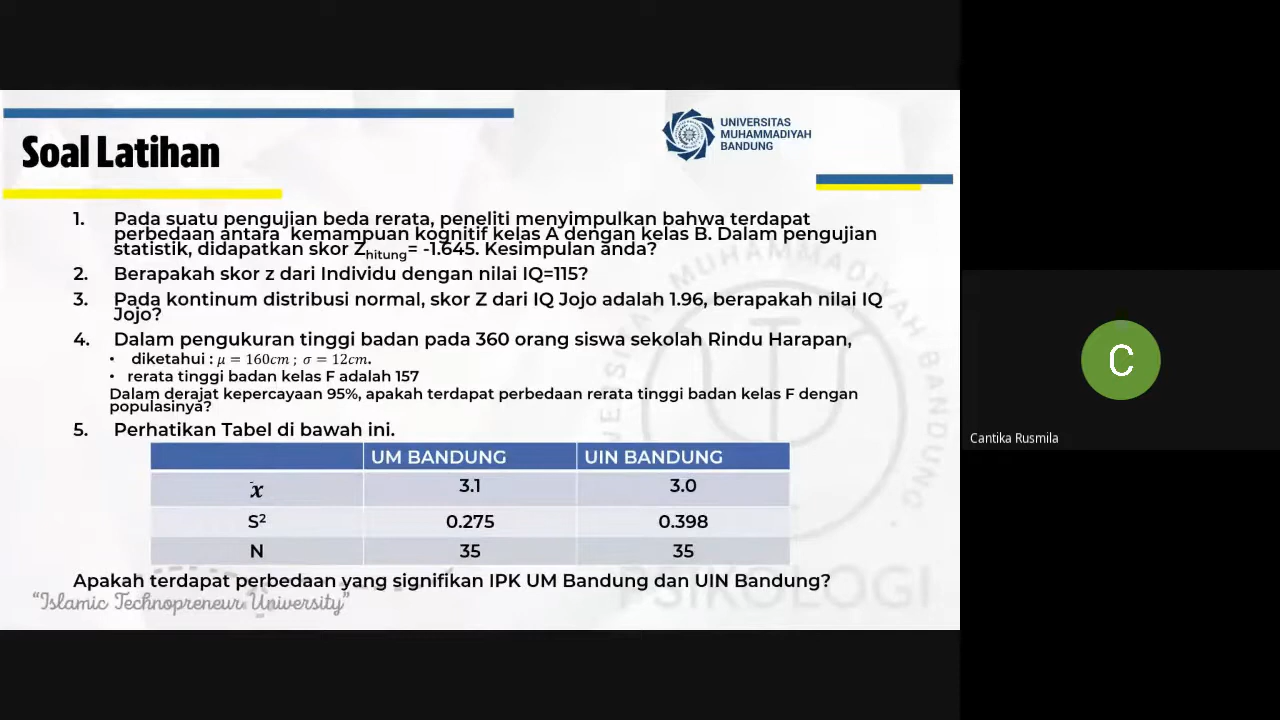 Soal Latihan
UNIVERSITAS
MUHAMMADIYAH
BANDUNG
1. Pada suatu pengujian beda rerata, peneliti menyimpulkan bahwa terdapat
perbedaan antara kemampuan kognitif kelas A dengan kelas B. Dalam pengujian
statistik, didapatkan skor Zhitung= -1.645. Kesimpulan anda?
2. Berapakah skor z dari Individu dengan nilai IQ=115?
3. Pada kontinum distribusi normal, skor Z dari IQ Jojo adalah 1.96, berapakah nilai IQ
Jojo?
4. Dalam pengukuran tinggi badan pada 360 orang siswa sekolah Rindu Harapan,
• diketahui : μ = 160cm ; σ = 12cm.
• rerata tinggi badan kelas F adalah 157
Dalam derajat kepercayaan 95%, apakah terdapat perbedaan rerata tinggi badan kelas F dengan
populasinya?
5. Perhatikan Tabel di bawah ini.
UM BANDUNG UIN BANDUNG
x̄ 3.1 3.0
S² 0.275 0.398
N 35 35
Apakah terdapat perbedaan yang signifikan IPK UM Bandung dan UIN Bandung?
“Islamic Technopreneur University”
MUHAMMADIYAH BANDUNG
PSIKOLOGI
C
Cantika Rusmila